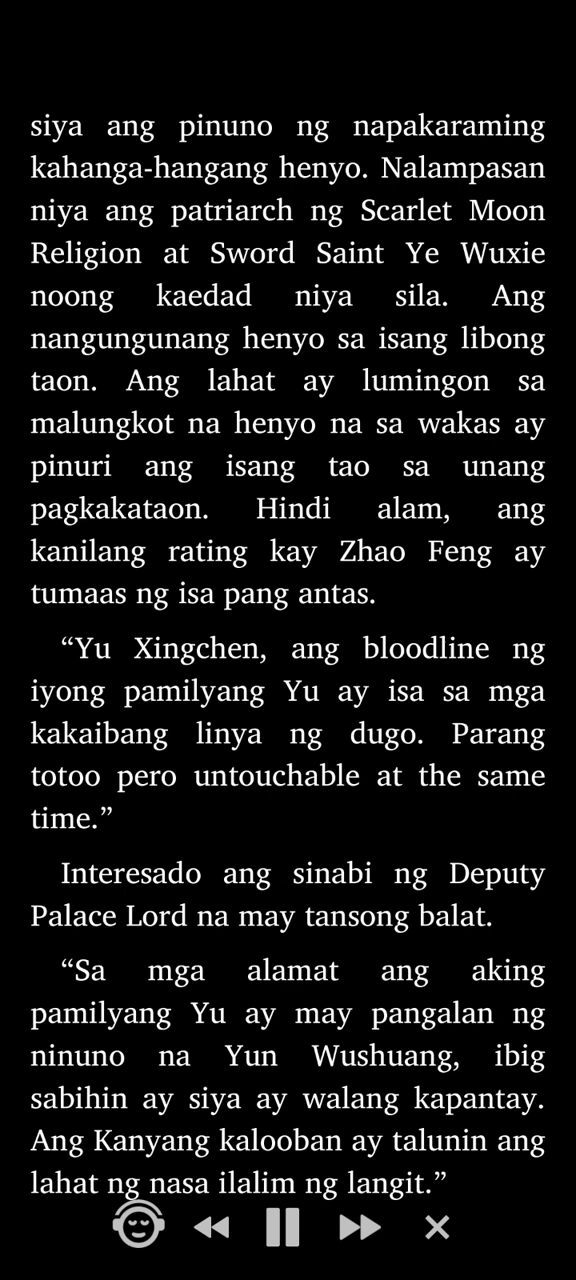 siya ang pinuno ng napakaraming
kahanga-hangang henyo. Nalampasan
niya ang patriarch ng Scarlet Moon
Religion at Sword Saint Ye Wuxie
noong kaedad niya sila. Ang
nangungunang henyo sa isang libong
taon. Ang lahat ay lumingon sa
malungkot na henyo na sa wakas ay
pinuri ang isang tao sa unang
pagkakataon. Hindi alam, ang
kanilang rating kay Zhao Feng ay
tumaas ng isa pang antas.
“Yu Xingchen, ang bloodline ng
iyong pamilyang Yu ay isa sa mga
kakaibang linya ng dugo. Parang
totoo pero untouchable at the same
time.”
Interesado ang sinabi ng Deputy
Palace Lord na may tansong balat.
“Sa mga alamat ang aking
pamilyang Yu ay may pangalan ng
ninuno na Yun Wushuang, ibig
sabihin ay siya ay walang kapantay.
Ang Kanyang kalooban ay talunin ang
lahat ng nasa ilalim ng langit.”